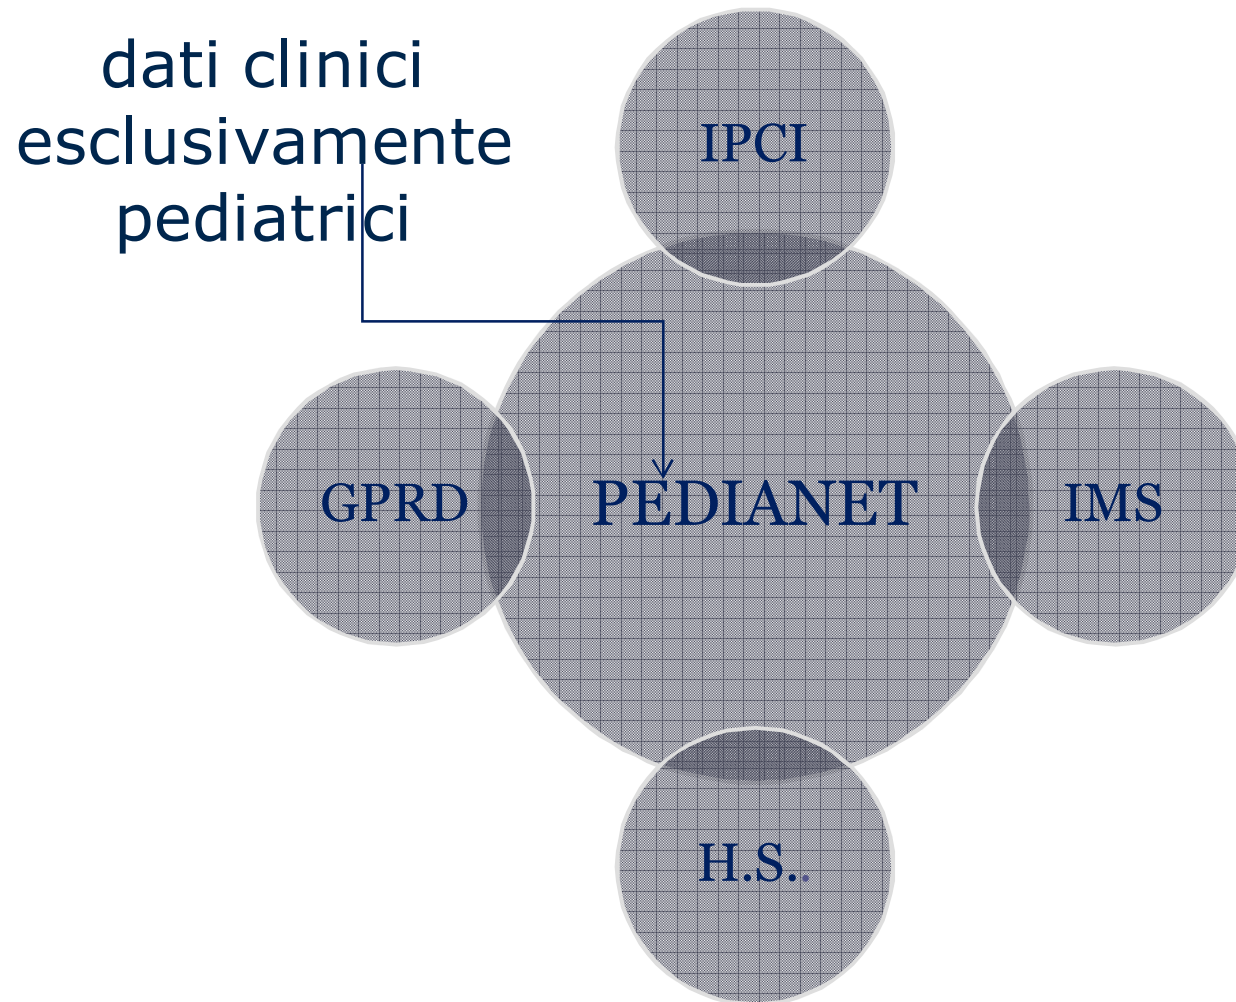 dati clinici
esclusivamente
pediatrici
IPCI
GPRD
PEDIANET
IMS
H.S..